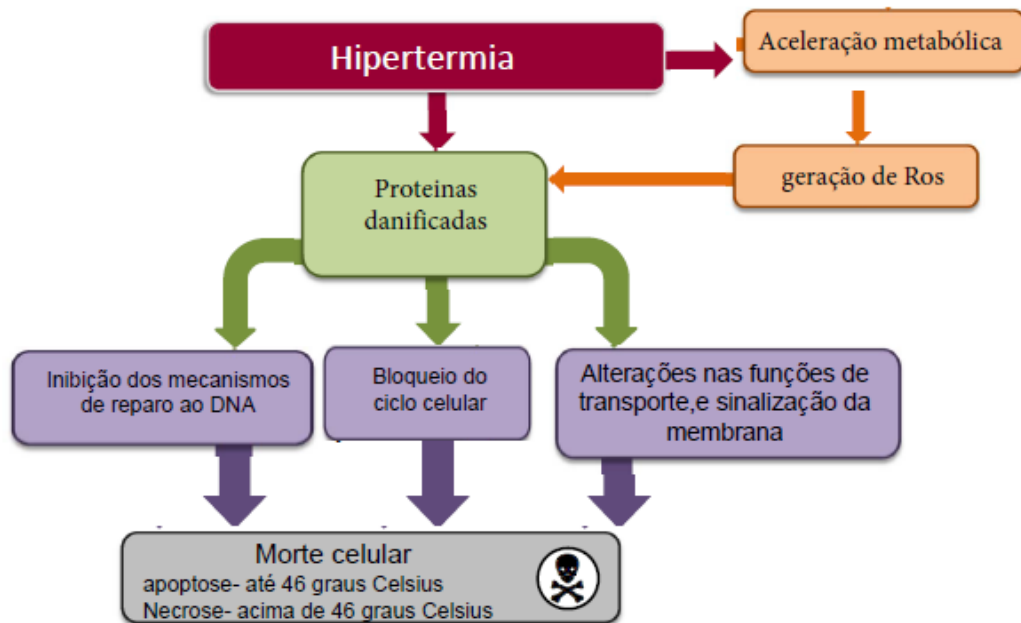 Hipertermia
Aceleração metabólica
geração de Ros
Proteinas
danificadas
Inibição dos mecanismos
de reparo ao DNA
Bloqueio do
ciclo celular
Alterações nas funções de
transporte,e sinalização da
membrana
Morte celular
apoptose- até 46 graus Celsius
Necrose- acima de 46 graus Celsius